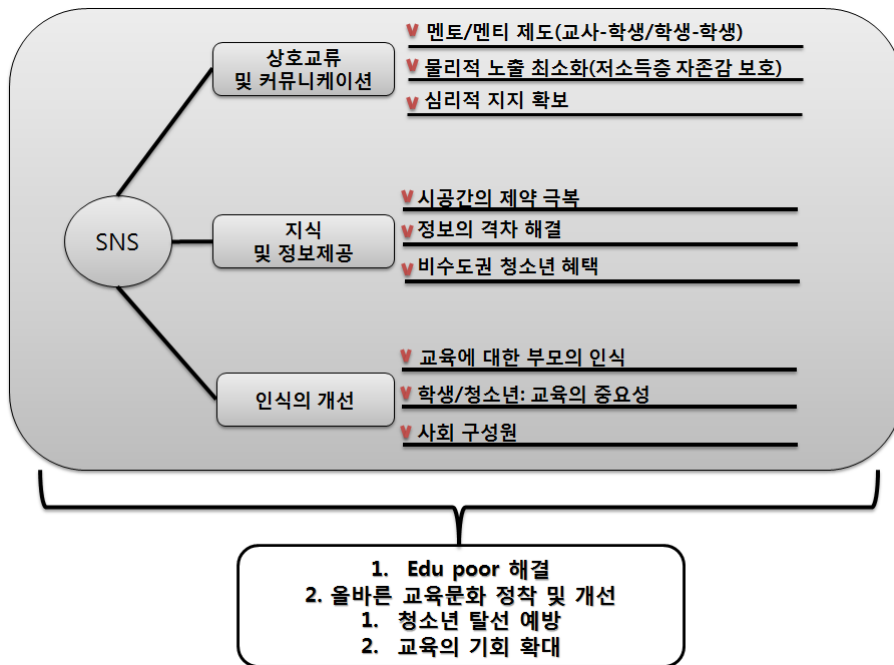 상호교류
및 커뮤니케이션
V 멘토/멘티 제도(교사-학생/학생-학생)
V 물리적 노출 최소화(저소득층 자존감 보호)
V 심리적 지지 확보
SNS
지식
및 정보제공
V 시공간의 제약 극복
V 정보의 격차 해결
V 비수도권 청소년 혜택
인식의 개선
V 교육에 대한 부모의 인식
V 학생/청소년: 교육의 중요성
V 사회 구성원
1. Edu poor 해결
2. 올바른 교육문화 정착 및 개선
1. 청소년 탈선 예방
2. 교육의 기회 확대